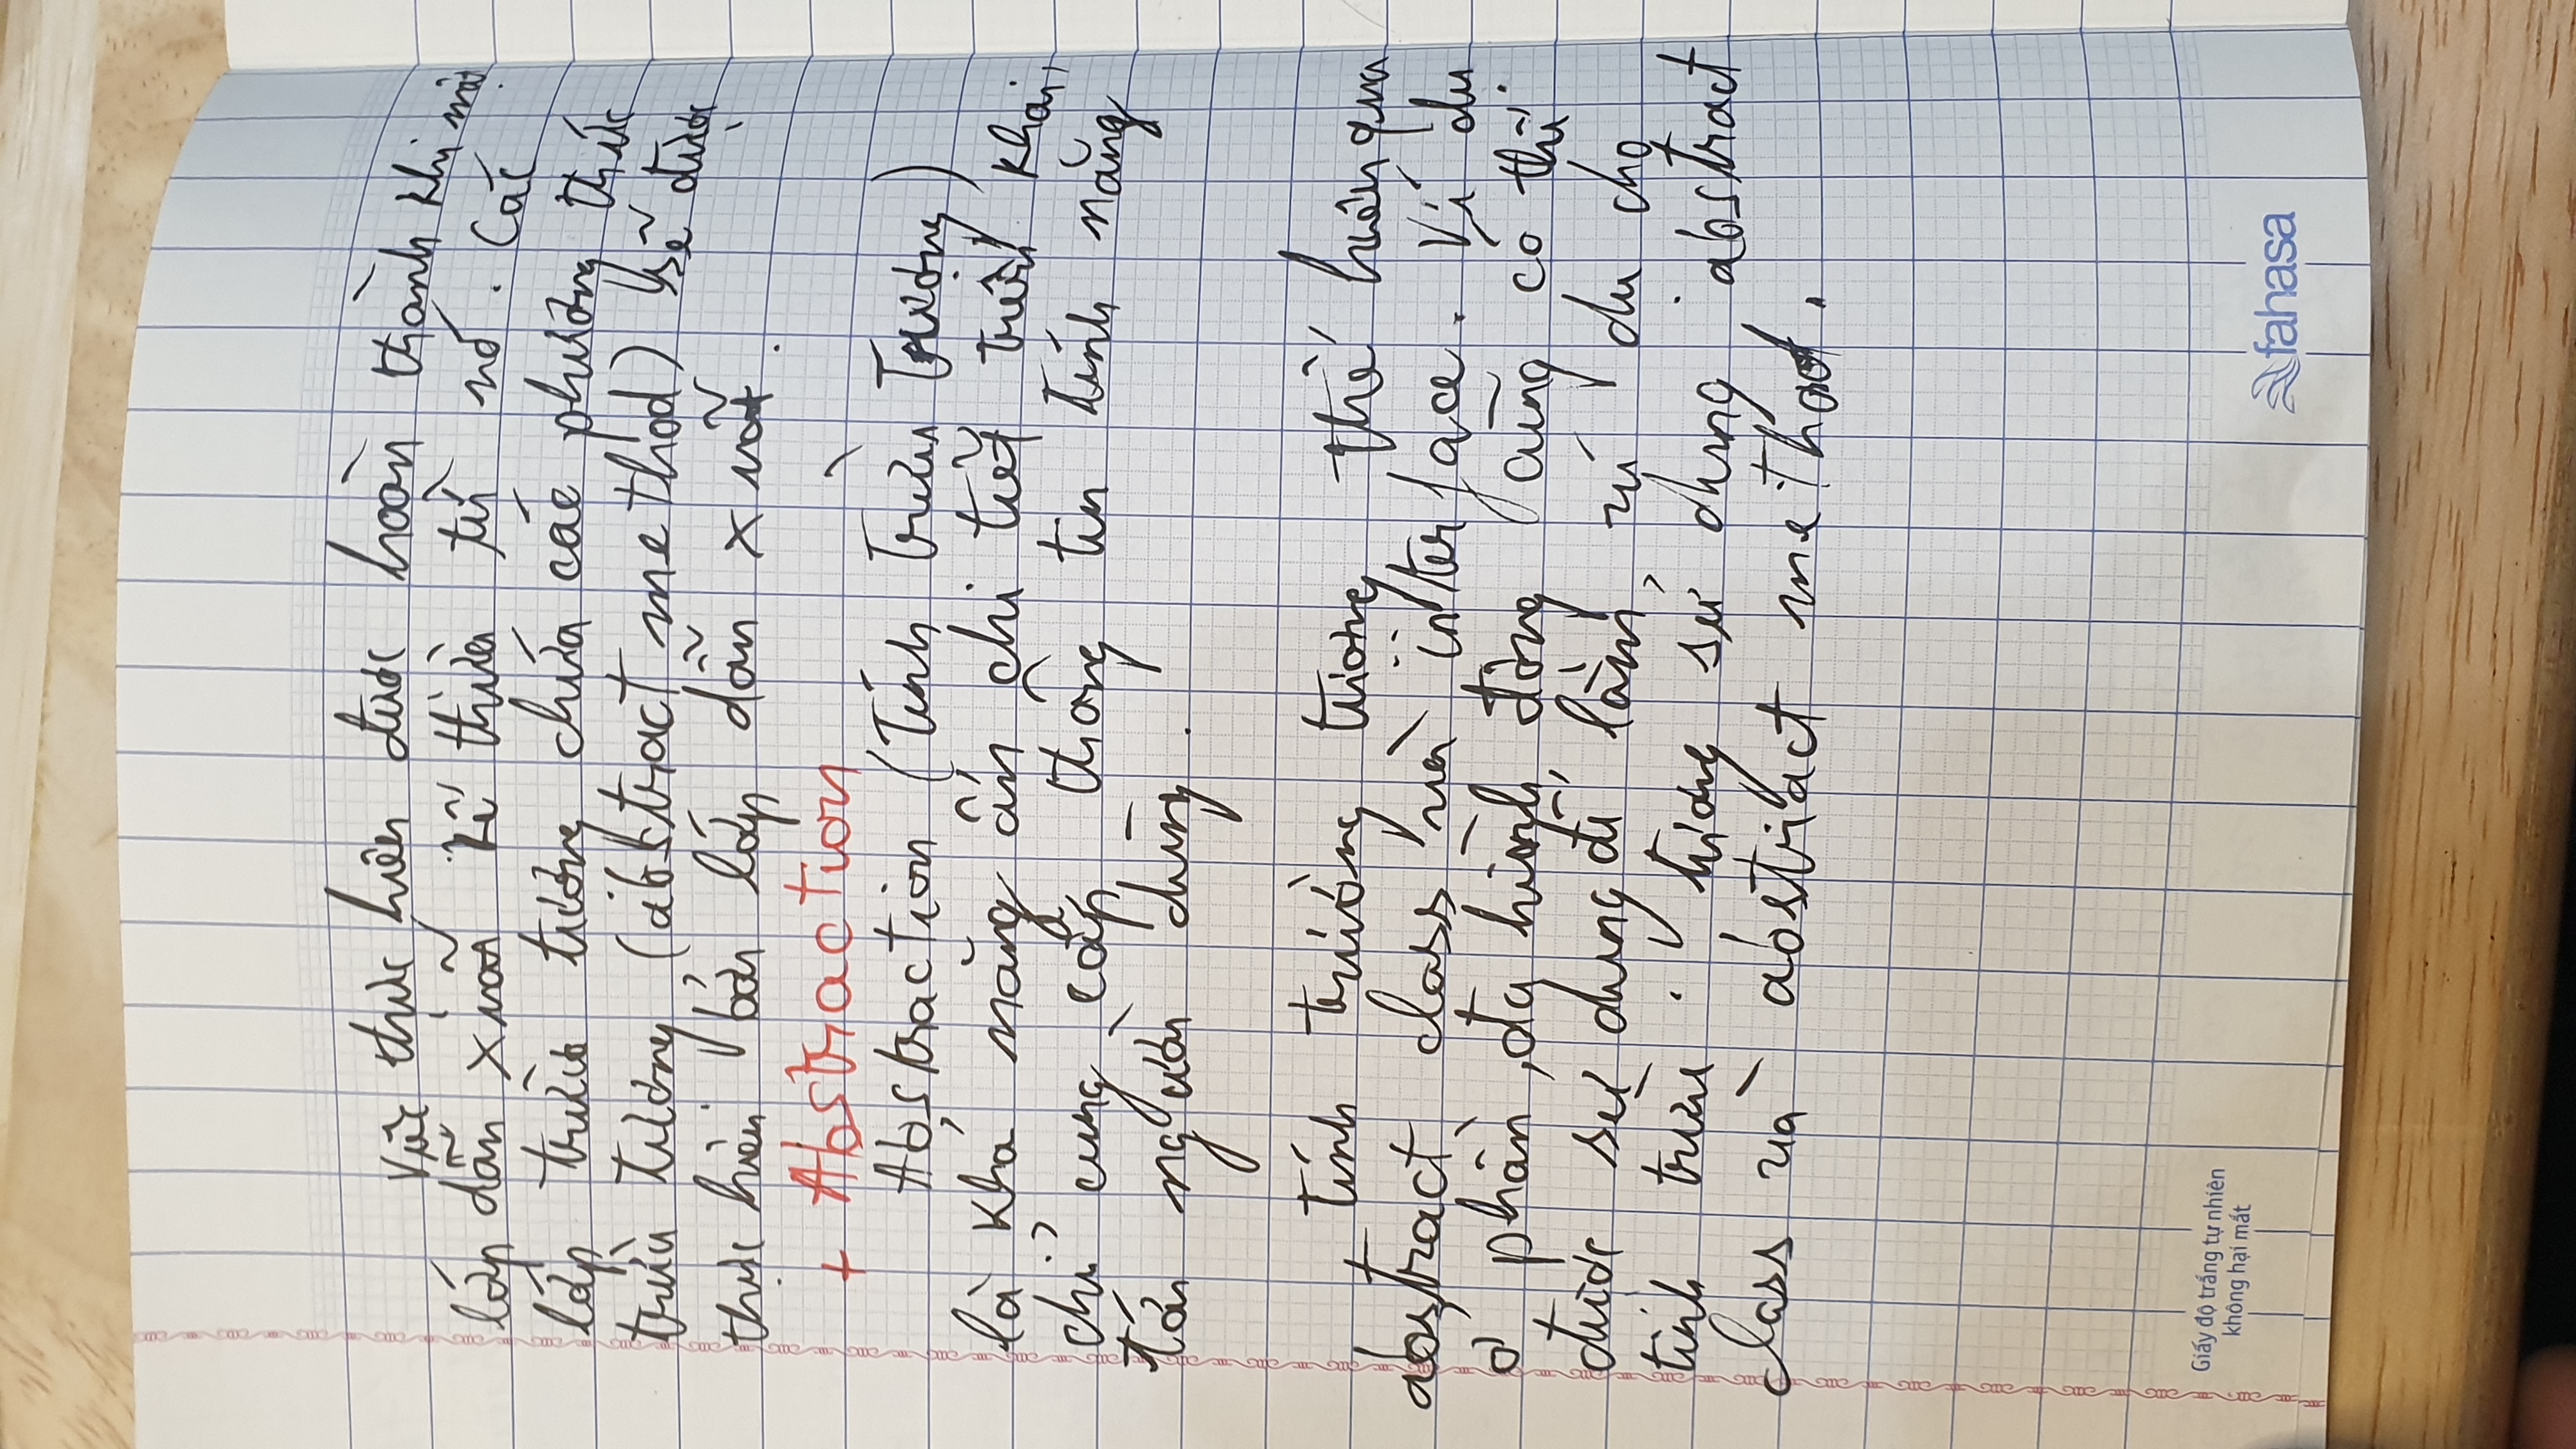 Việc thực hiện được hoàn thành khi một
lớp dẫn xuất kế thừa từ nó. Các
lớp trừu tượng chứa các phương thức
trừu tượng (abstract method) sẽ được
thực hiện bởi lớp dẫn xuất.
+ Abstraction
Abstraction (Tính Trừu Tượng)
là khả năng ẩn chi tiết triển khai,
chỉ cung cấp thông tin tính năng
tới người dùng.
tính trường tượng thể hiện qua
abstract class và interface. Ví dụ
ở phần đa hình động cũng có thể
được sử dụng để làm ví dụ cho
tính trừu tượng sử dụng abstract
class và abstract method.
Giấy độ trắng tự nhiên
không hại mắt
fahasa